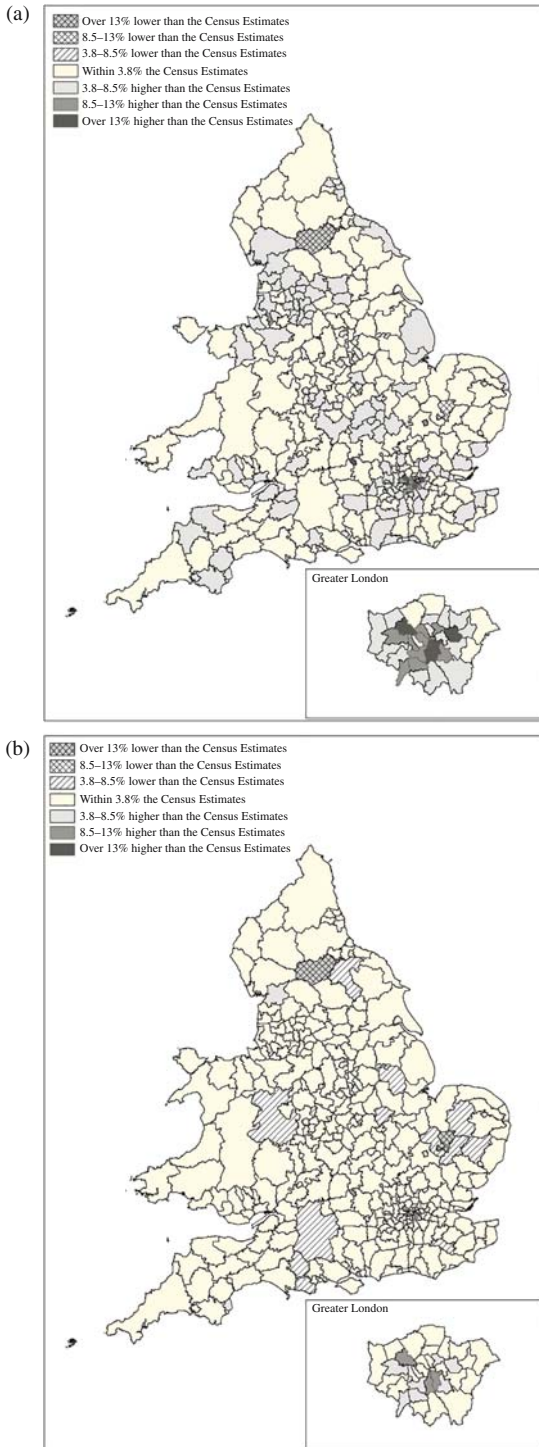 (a)
Over 13% lower than the Census Estimates
8.5–13% lower than the Census Estimates
3.8–8.5% lower than the Census Estimates
Within 3.8% the Census Estimates
3.8–8.5% higher than the Census Estimates
8.5–13% higher than the Census Estimates
Over 13% higher than the Census Estimates
Greater London
(b)
Over 13% lower than the Census Estimates
8.5–13% lower than the Census Estimates
3.8–8.5% lower than the Census Estimates
Within 3.8% the Census Estimates
3.8–8.5% higher than the Census Estimates
8.5–13% higher than the Census Estimates
Over 13% higher than the Census Estimates
Greater London